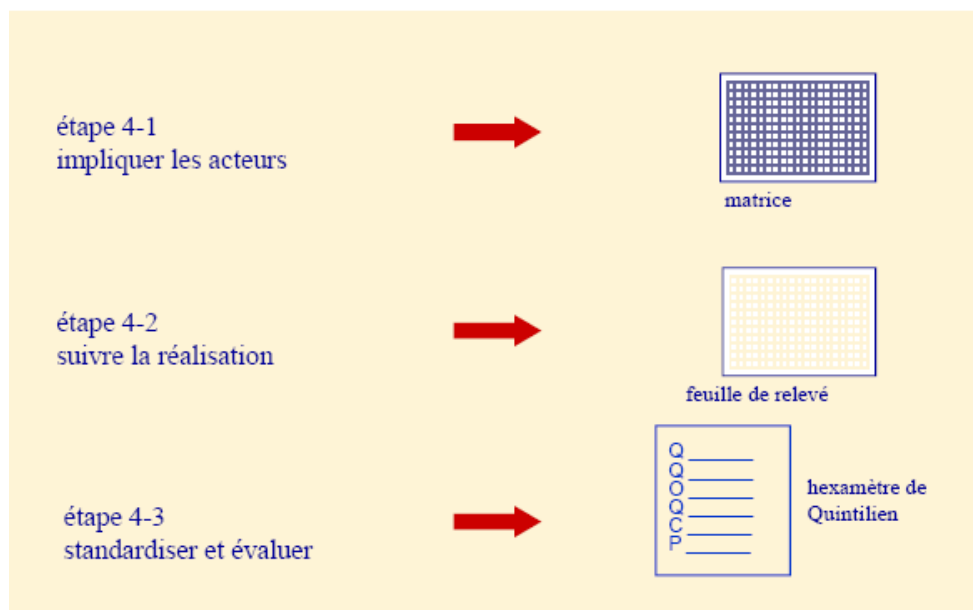 étape 4-1
impliquer les acteurs
matrice
étape 4-2
suivre la réalisation
feuille de relevé
étape 4-3
standardiser et évaluer
Q
Q
O
Q
C
P
hexamètre de
Quintilien